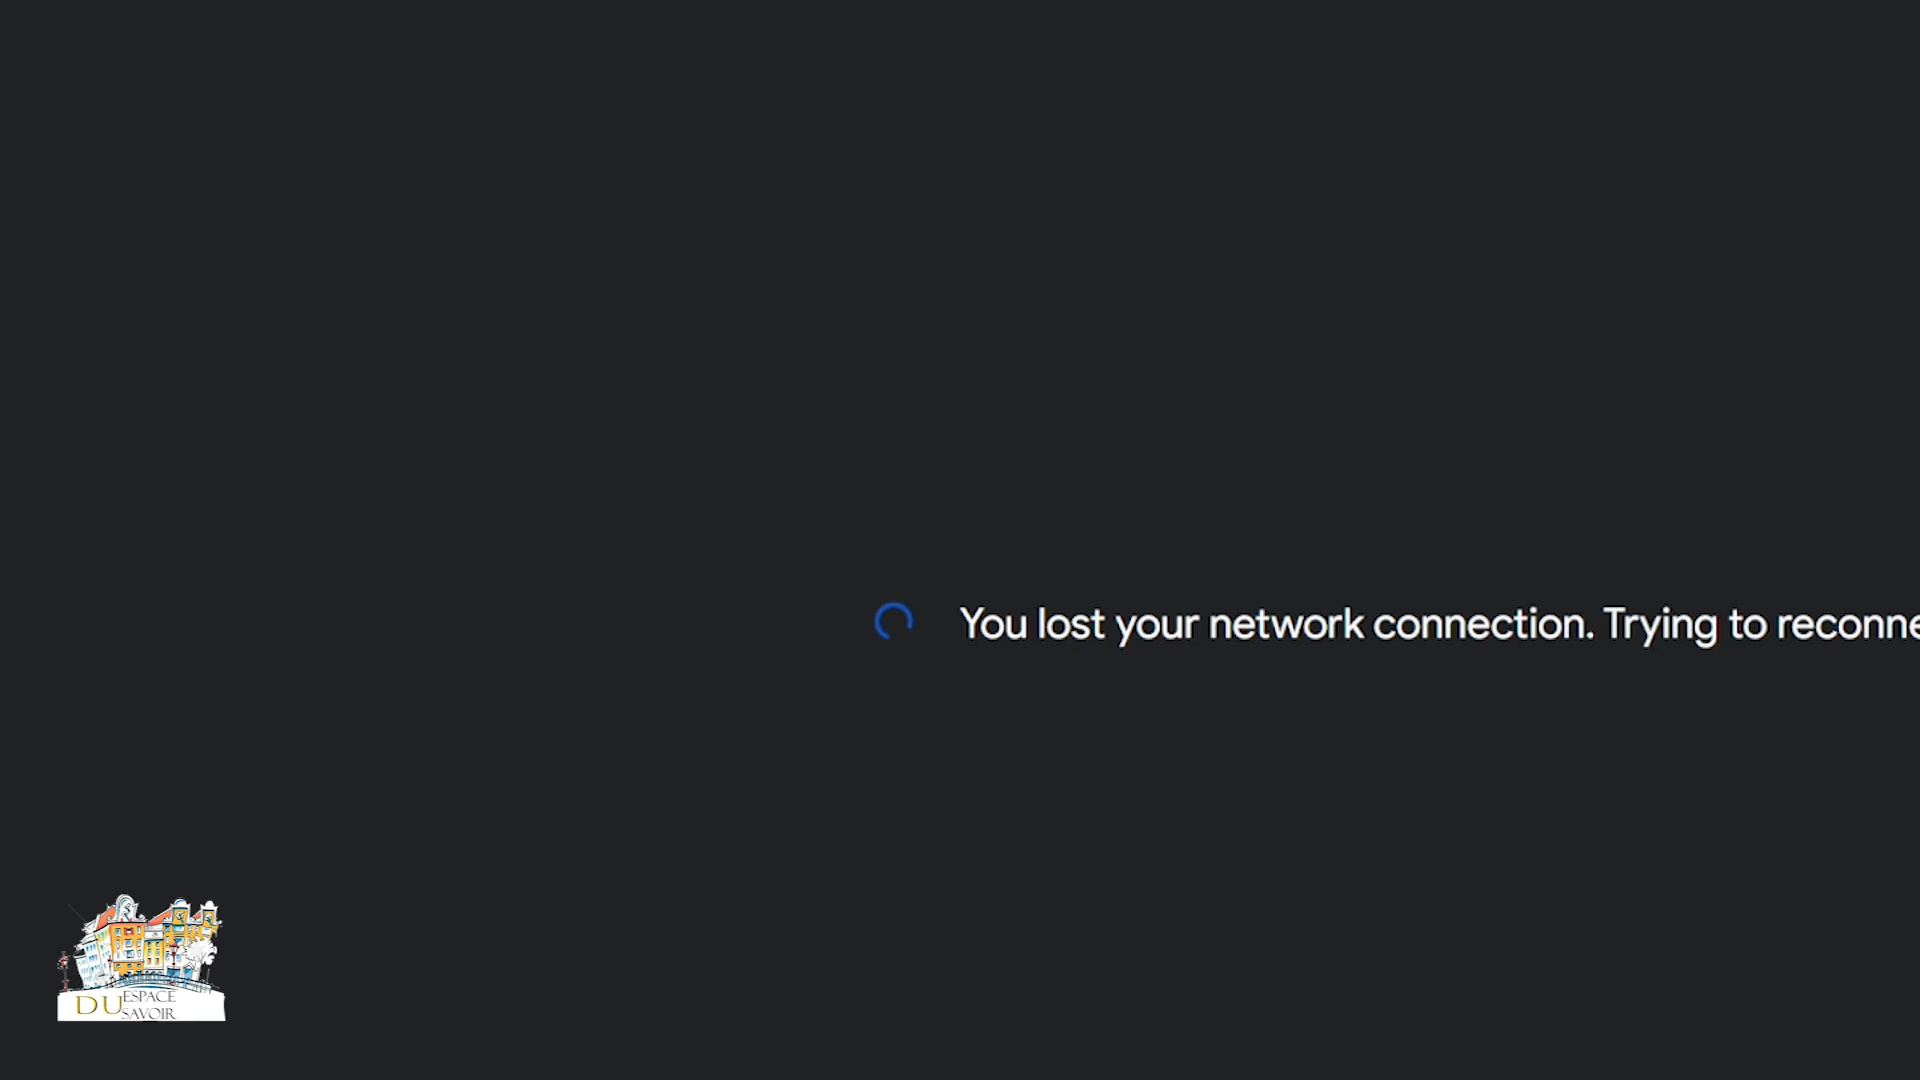 You lost your network connection. Trying to reconne
DU ESPACE
SAVOIR